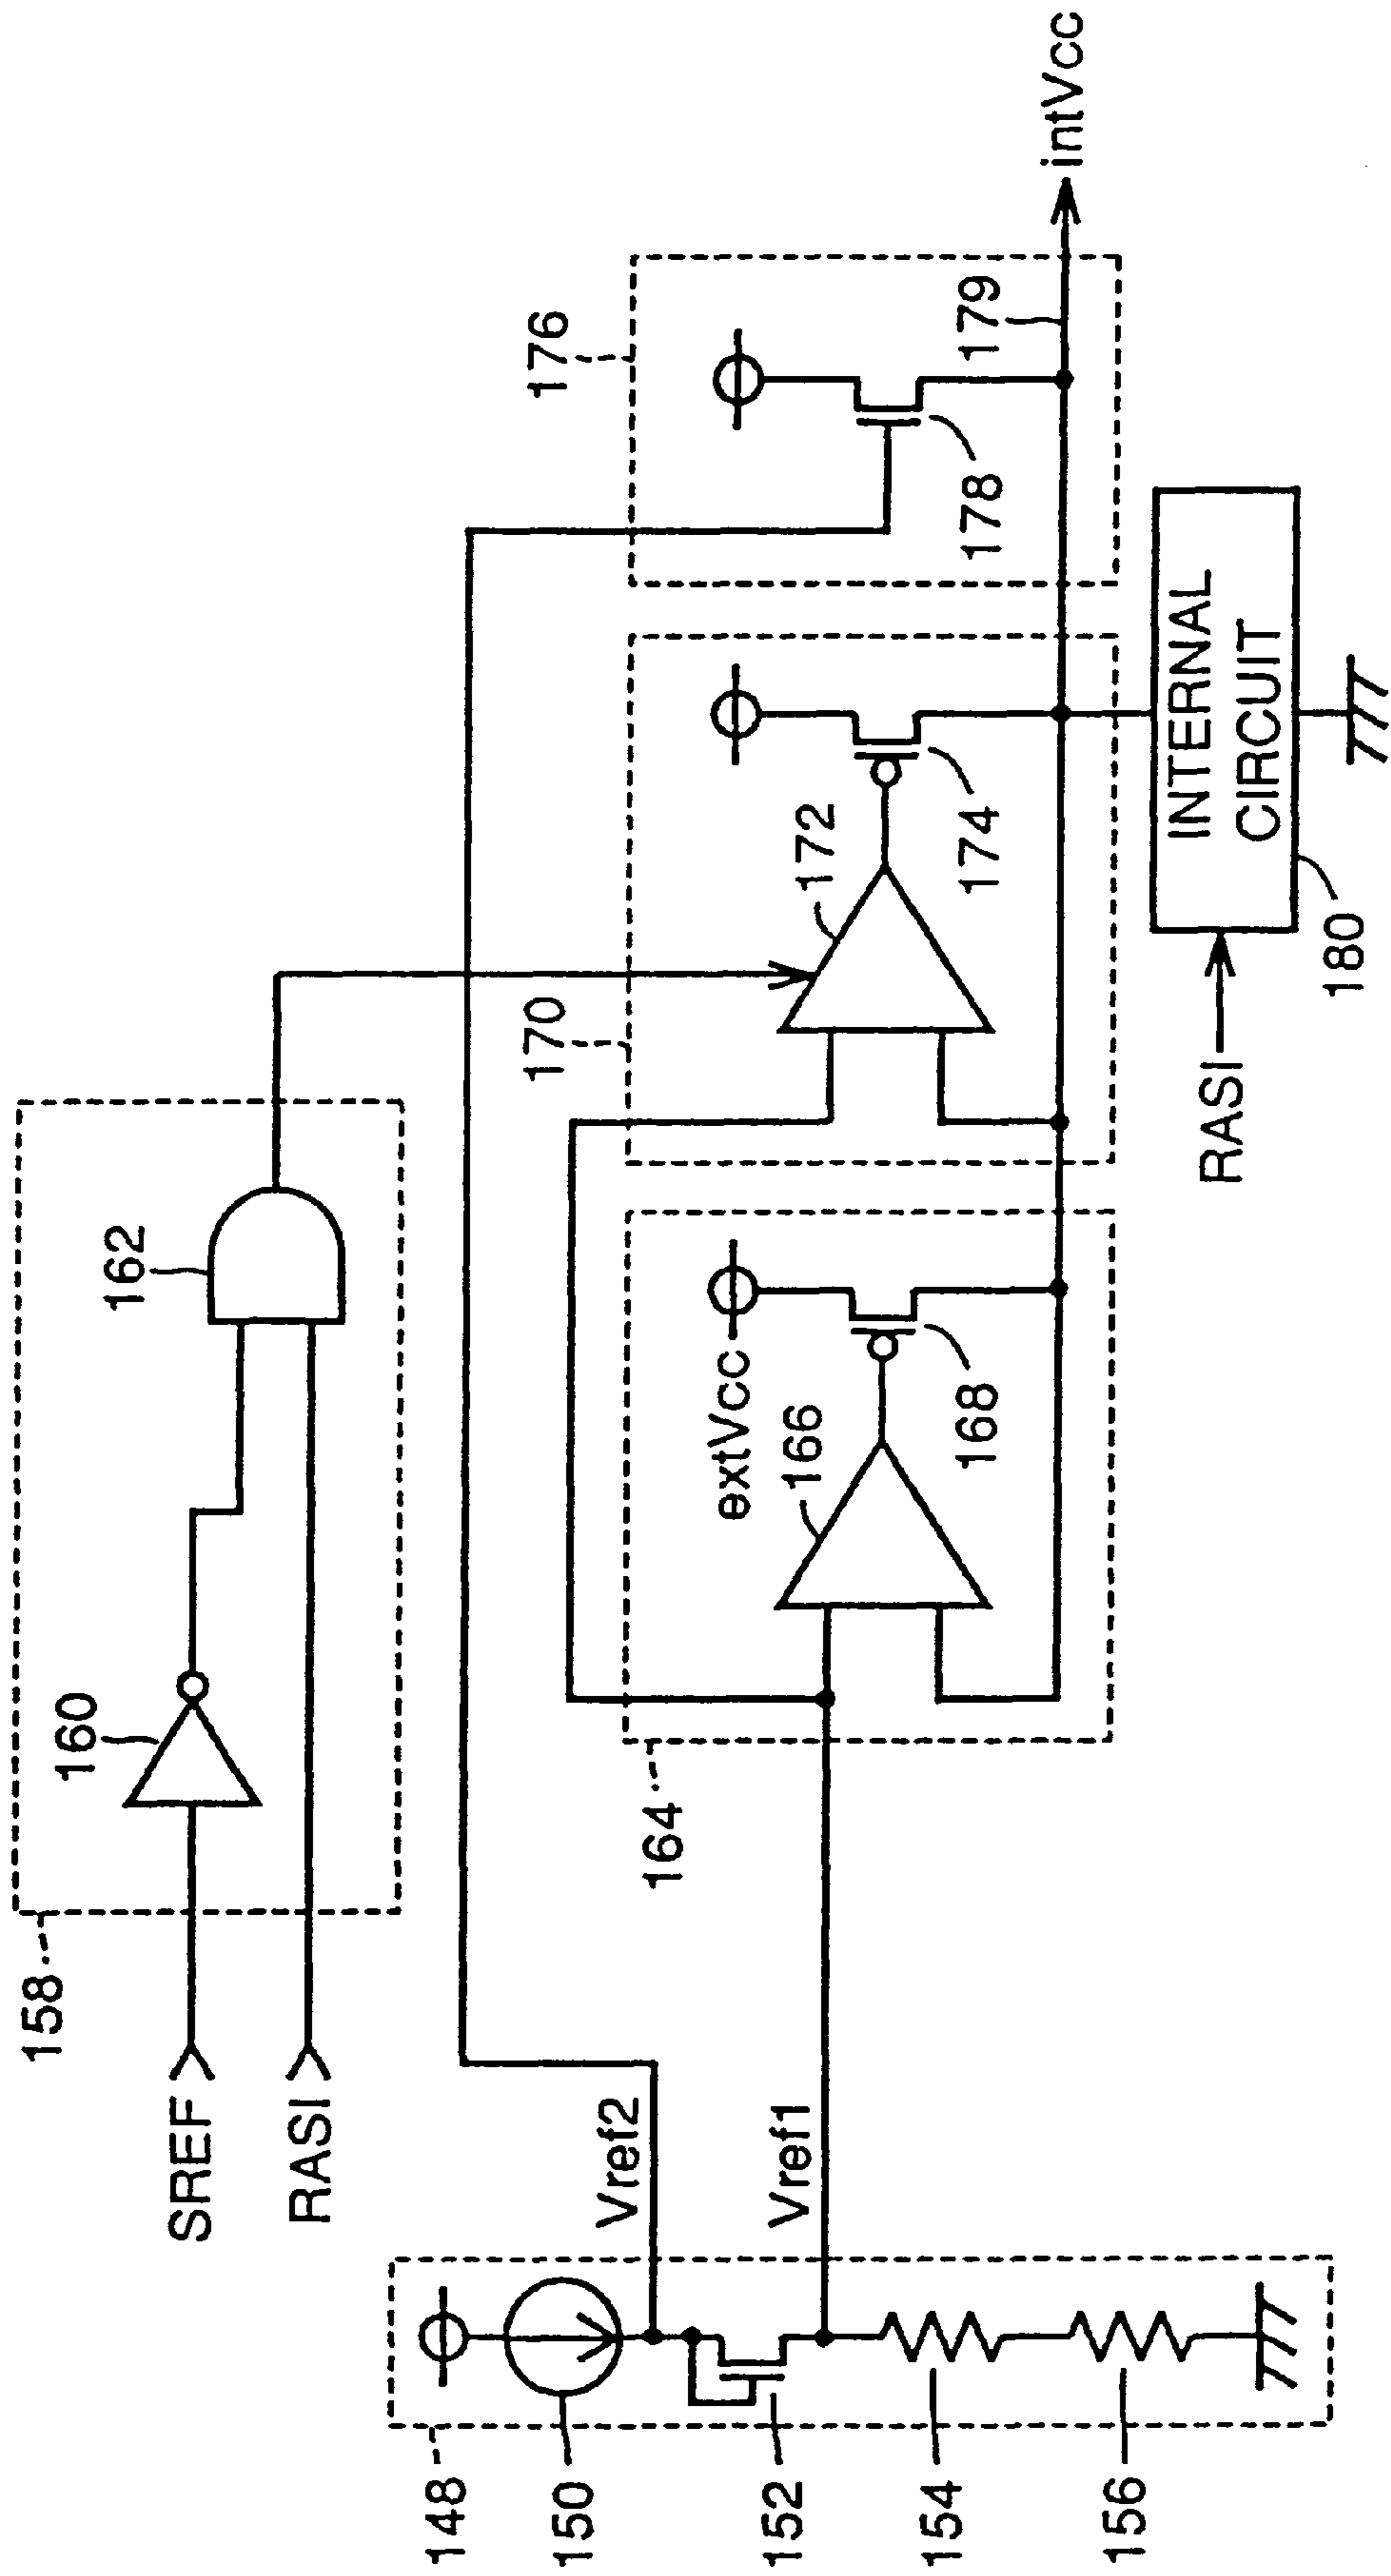 158
160
162
SREF
RASI
176
170
Vref2
Vref1
164
extVcc
166
168
172
174
178
179
intVcc
148
150
152
154
156
RASI
INTERNAL
CIRCUIT
180